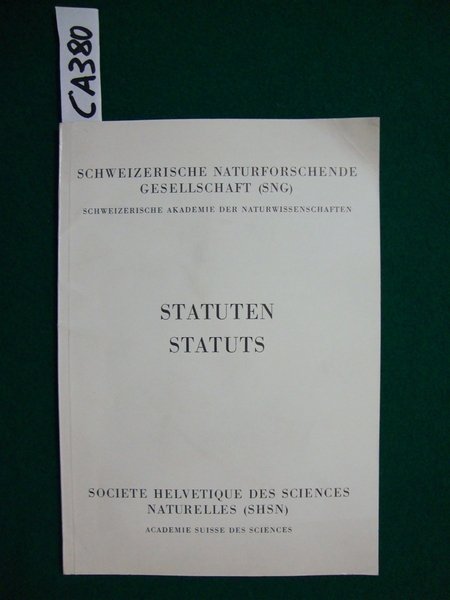 CA380
SCHWEIZERISCHE NATURFORSCHENDE
GESELLSCHAFT (SNG)
SCHWEIZERISCHE AKADEMIE DER NATURWISSENSCHAFTEN
STATUTEN
STATUTS
SOCIETE HELVETIQUE DES SCIENCES
NATURELLES (SHSN)
ACADEMIE SUISSE DES SCIENCES